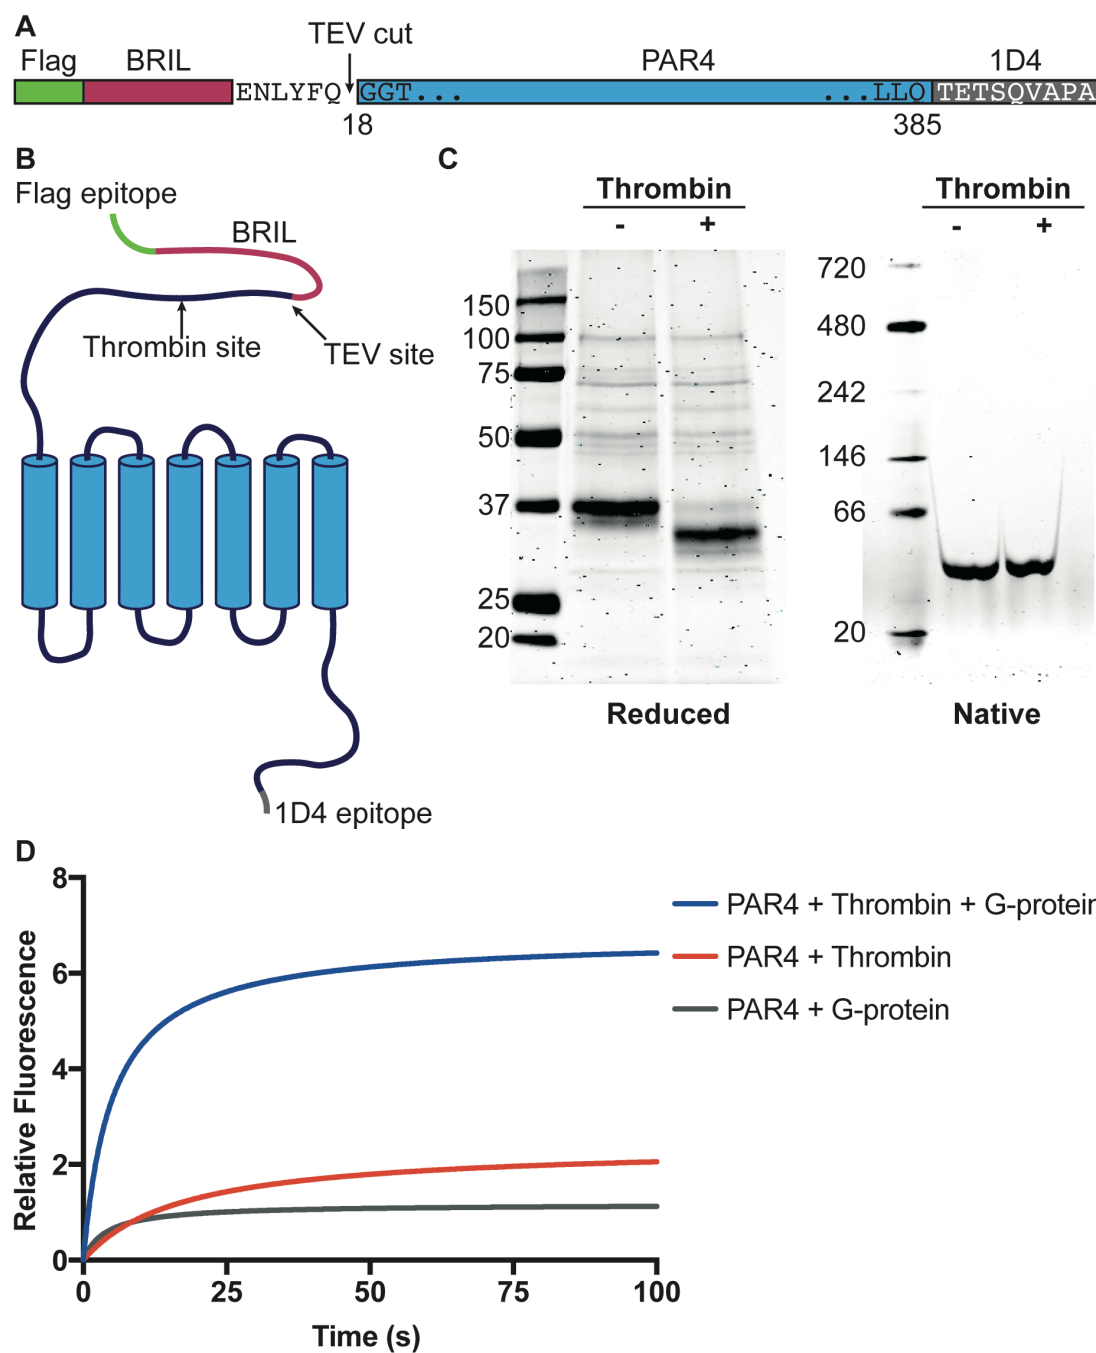 A
TEV cut
Flag BRIL PAR4 1D4
ENLYFQ GGT... ...LLQ TETSQVAPA
18 385
B
Flag epitope
BRIL
Thrombin site
TEV site
1D4 epitope
C
Thrombin
- +
150
100
75
50
37
25
20
Reduced
Thrombin
- +
720
480
242
146
66
20
Native
D
Relative Fluorescence
8
6
4
2
0
0 25 50 75 100
Time (s)
PAR4 + Thrombin + G-protein
PAR4 + Thrombin
PAR4 + G-protein